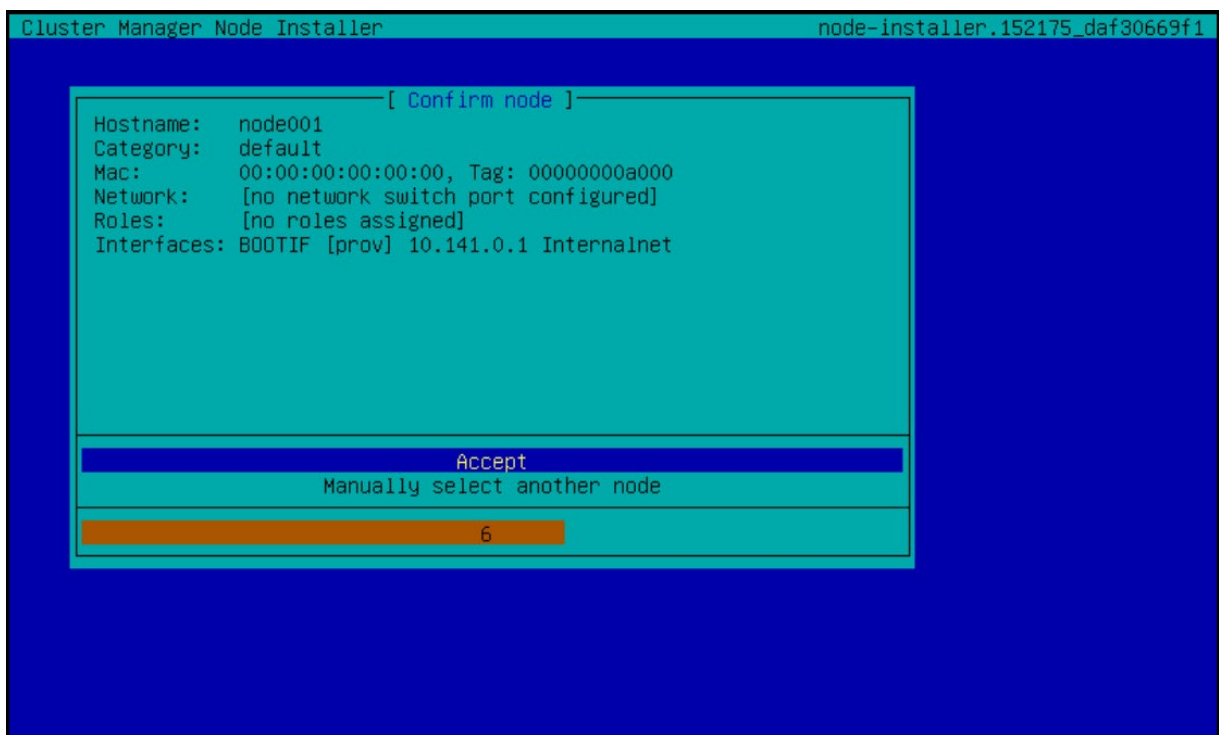 Cluster Manager Node Installer node-installer.152175_daf30669f1
[ Confirm node ]
Hostname: node001
Category: default
Mac: 00:00:00:00:00:00, Tag: 00000000a000
Network: [no network switch port configured]
Roles: [no roles assigned]
Interfaces: BOOTIF [prov] 10.141.0.1 Internalnet
Accept
Manually select another node
6